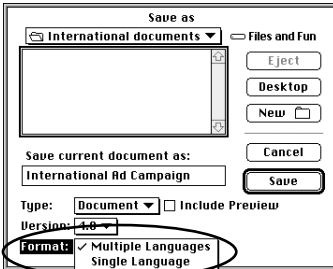 Save as
International documents
Files and Fun
Eject
Desktop
New
Save current document as:
Cancel
International Ad Campaign
Save
Type: Document Include Preview
Version: 4.0
Format: Multiple Languages
Single Language